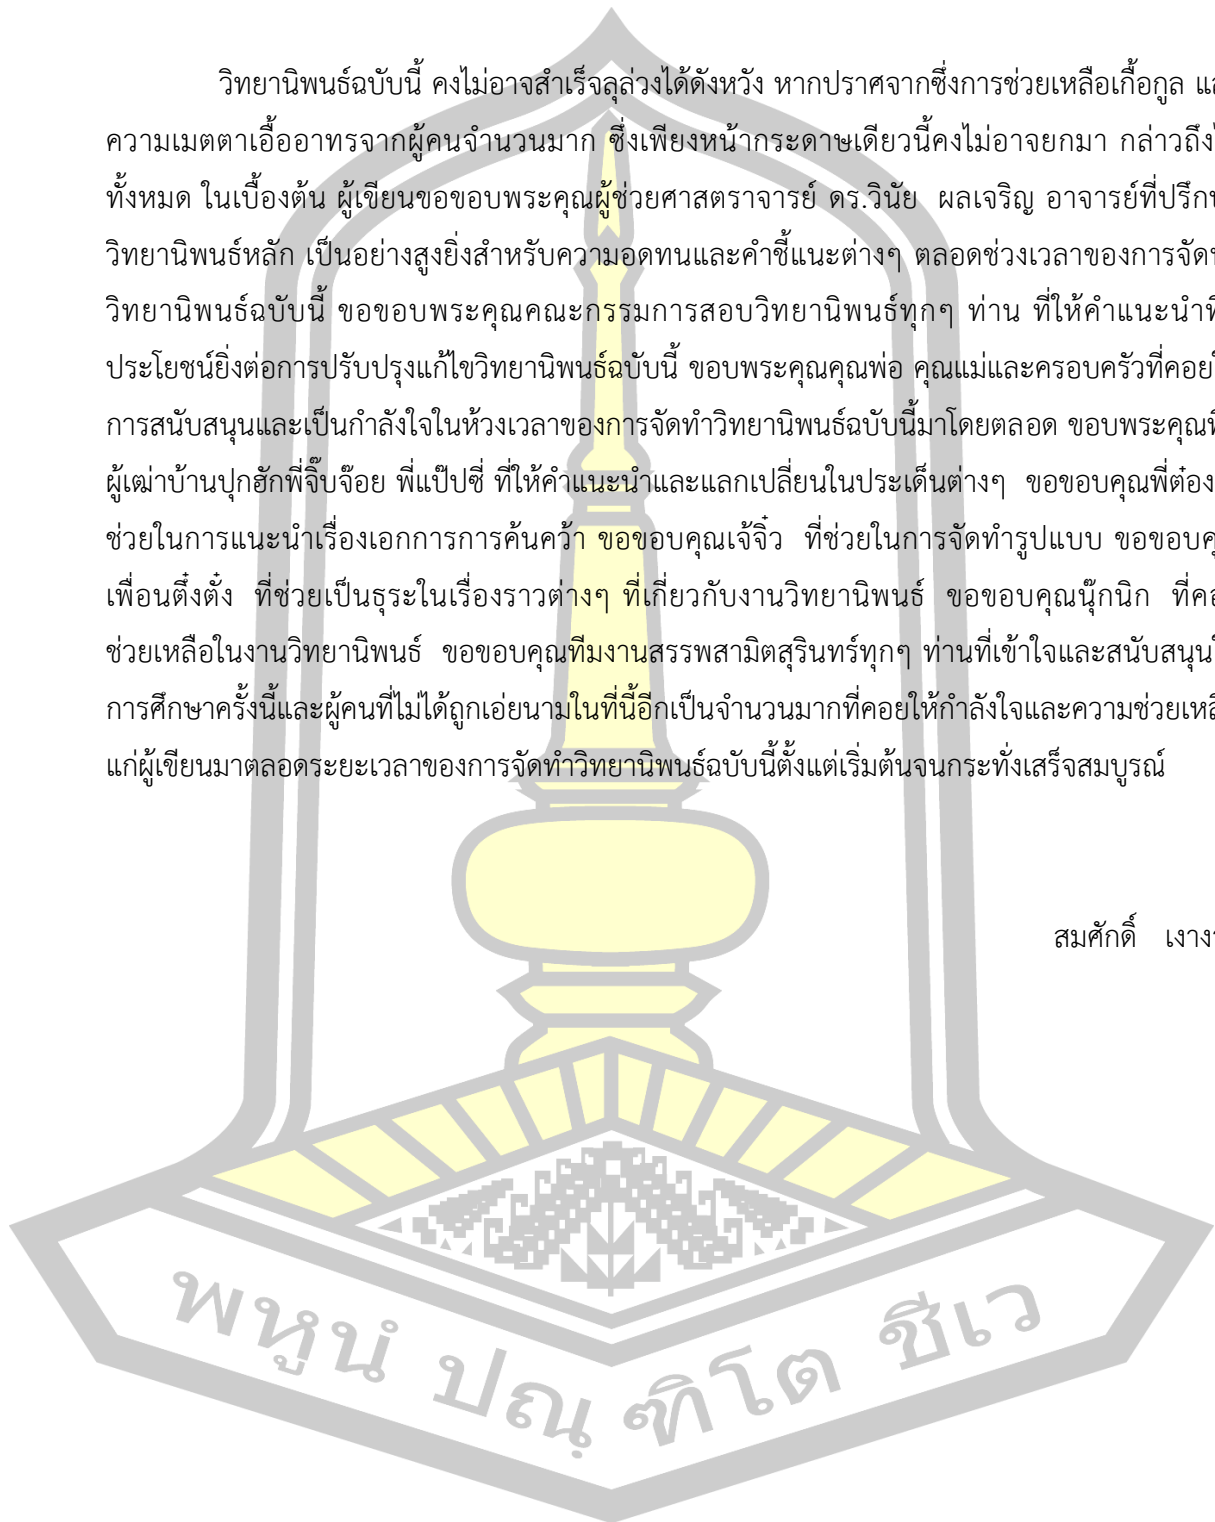 วิทยานิพนธ์ฉบับนี้ คงไม่อาจสำเร็จลุล่วงได้ดังหวัง หากปราศจากซึ่งการช่วยเหลือเกื้อกูล
ความเมตตาเอื้ออาทรจากผู้คนจำนวนมาก ซึ่งเพียงหน้ากระดาษเดียวนี้คงไม่อาจยกมา กล่าวถึง
ทั้งหมด ในเบื้องต้น ผู้เขียนขอขอบพระคุณผู้ช่วยศาสตราจารย์ ดร.วินัย ผลเจริญ อาจารย์ที่ปรึก
วิทยานิพนธ์หลัก เป็นอย่างสูงยิ่งสำหรับความอดทนและคำชี้แนะต่างๆ ตลอดช่วงเวลาของการจัด
วิทยานิพนธ์ฉบับนี้ ขอขอบพระคุณคณะกรรมการสอบวิทยานิพนธ์ทุกๆ ท่าน ที่ให้คำแนะนำ
ประโยชน์ยิ่งต่อการปรับปรุงแก้ไขวิทยานิพนธ์ฉบับนี้ ขอบพระคุณคุณพ่อ คุณแม่และครอบครัวที่คอย
การสนับสนุนและเป็นกำลังใจในห้วงเวลาของการจัดทำวิทยานิพนธ์ฉบับนี้มาโดยตลอด ขอบพระคุณ
ผู้เฒ่าบ้านปุกฮักพี่จิ๊บจ๊อย พี่แป๊ปซี่ ที่ให้คำแนะนำและแลกเปลี่ยนในประเด็นต่างๆ ขอขอบคุณพี่ต๋อง
ช่วยในการแนะนำเรื่องเอกการการค้นคว้า ขอขอบคุณเจ้จิ๋ว ที่ช่วยในการจัดทำรูปแบบ ขอขอบคุ
เพื่อนติ๋งตั๋ง ที่ช่วยเป็นธุระในเรื่องราวต่างๆ ที่เกี่ยวกับงานวิทยานิพนธ์ ขอขอบคุณนุ๊กนิก ที่คอ
ช่วยเหลือในงานวิทยานิพนธ์ ขอขอบคุณทีมงานสรรพสามิตสุรินทร์ทุกๆ ท่านที่เข้าใจและสนับสนุน
การศึกษาครั้งนี้และผู้คนที่ไม่ได้ถูกเอ่ยนามในที่นี้อีกเป็นจำนวนมากที่คอยให้กำลังใจและความช่วยเหลื
แก่ผู้เขียนมาตลอดระยะเวลาของการจัดทำวิทยานิพนธ์ฉบับนี้ตั้งแต่เริ่มต้นจนกระทั่งเสร็จสมบูรณ์
สมศักดิ์ เงางา
พหูนํ ปณฺฑิโต ชีเว